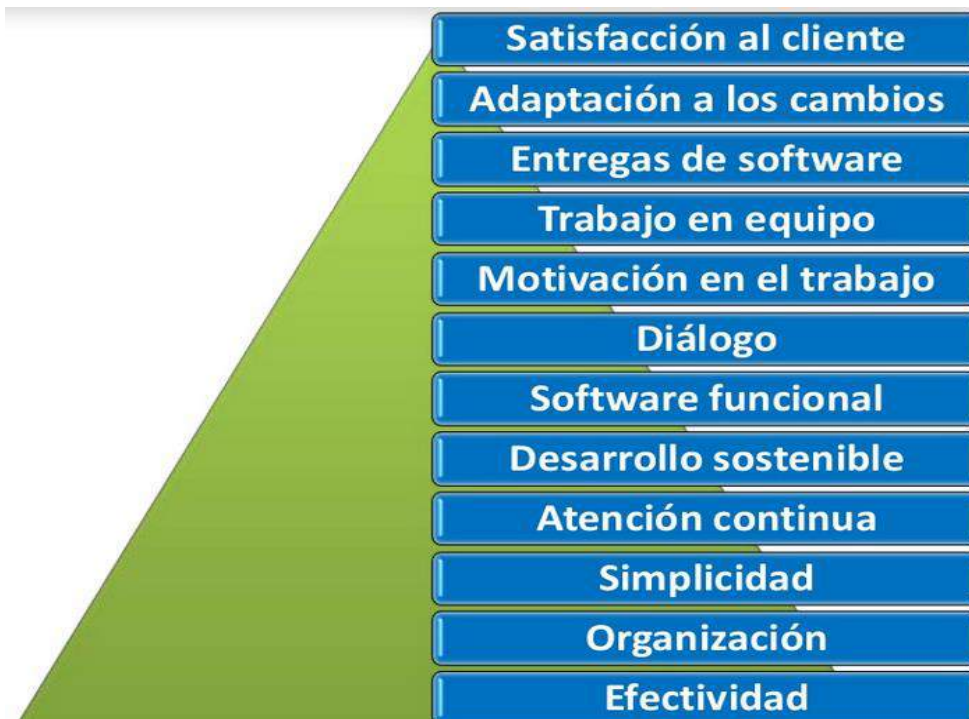 Satisfacción al cliente
Adaptación a los cambios
Entregas de software
Trabajo en equipo
Motivación en el trabajo
Diálogo
Software funcional
Desarrollo sostenible
Atención continua
Simplicidad
Organización
Efectividad